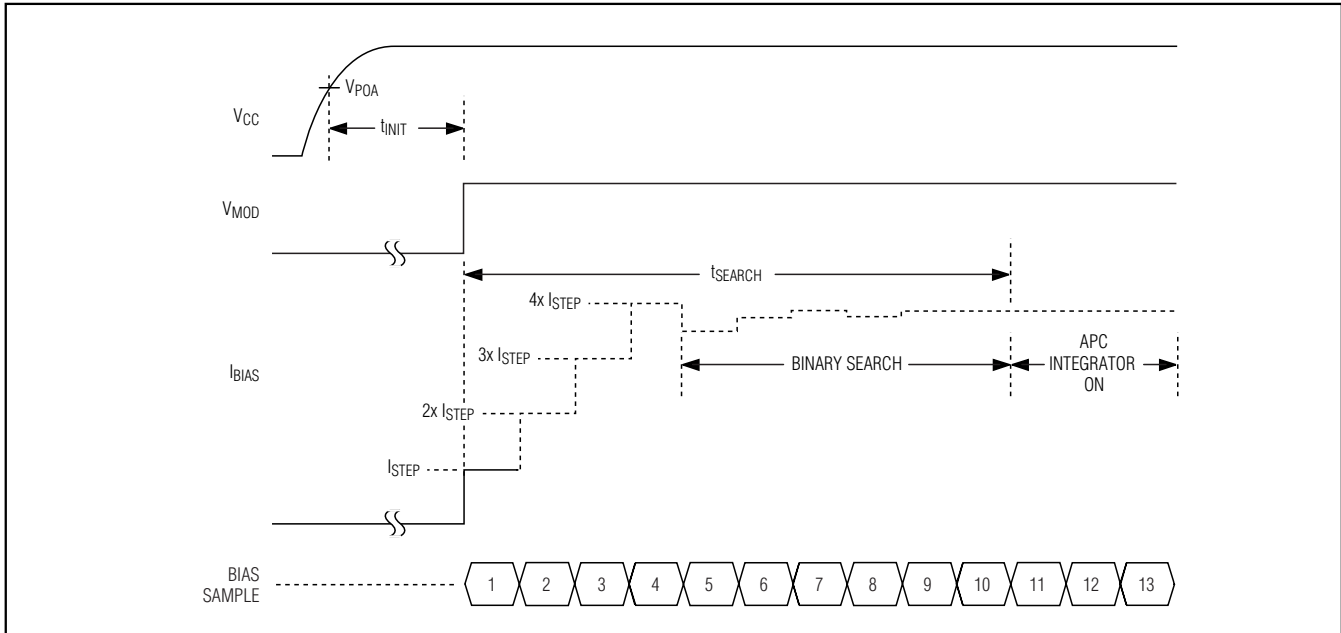 VPOA
VCC
tINIT
VMOD
tSEARCH
4x ISTEP
3x ISTEP
BINARY SEARCH
APC
INTEGRATOR
ON
IBIAS
2x ISTEP
ISTEP
BIAS
SAMPLE
1 2 3 4 5 6 7 8 9 10 11 12 13